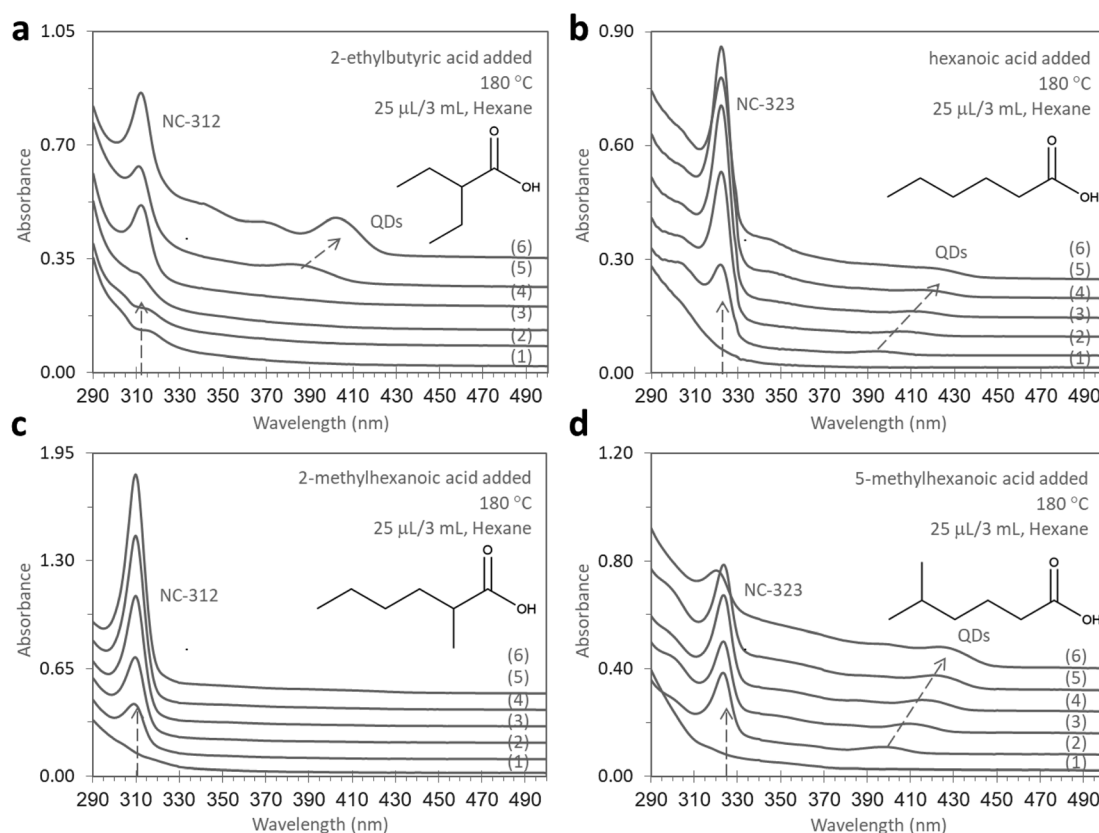 a
1.05
0.70
0.35
0.00
Absorbance
2-ethylbutyric acid added
180 °C
25 µL/3 mL, Hexane
NC-312
O
OH
QDs
(6)
(5)
(4)
(3)
(2)
(1)
290 310 330 350 370 390 410 430 450 470 490
Wavelength (nm)
b
0.90
0.60
0.30
0.00
Absorbance
hexanoic acid added
180 °C
25 µL/3 mL, Hexane
NC-323
O
OH
QDs
(6)
(5)
(4)
(3)
(2)
(1)
290 310 330 350 370 390 410 430 450 470 490
Wavelength (nm)
c
1.95
1.30
0.65
0.00
Absorbance
2-methylhexanoic acid added
180 °C
25 µL/3 mL, Hexane
NC-312
O
OH
(6)
(5)
(4)
(3)
(2)
(1)
290 310 330 350 370 390 410 430 450 470 490
Wavelength (nm)
d
1.20
0.80
0.40
0.00
Absorbance
5-methylhexanoic acid added
180 °C
25 µL/3 mL, Hexane
NC-323
O
OH
QDs
(6)
(5)
(4)
(3)
(2)
(1)
290 310 330 350 370 390 410 430 450 470 490
Wavelength (nm)